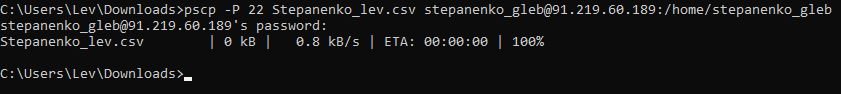 C:\Users\Lev\Downloads>pscp -P 22 Stepanenko_lev.csv stepanenko_gleb@91.219.60.189:/home/stepanenko_gleb
stepanenko_gleb@91.219.60.189's password:
Stepanenko_lev.csv        | 0 kB |   0.8 kB/s | ETA: 00:00:00 | 100%
C:\Users\Lev\Downloads>